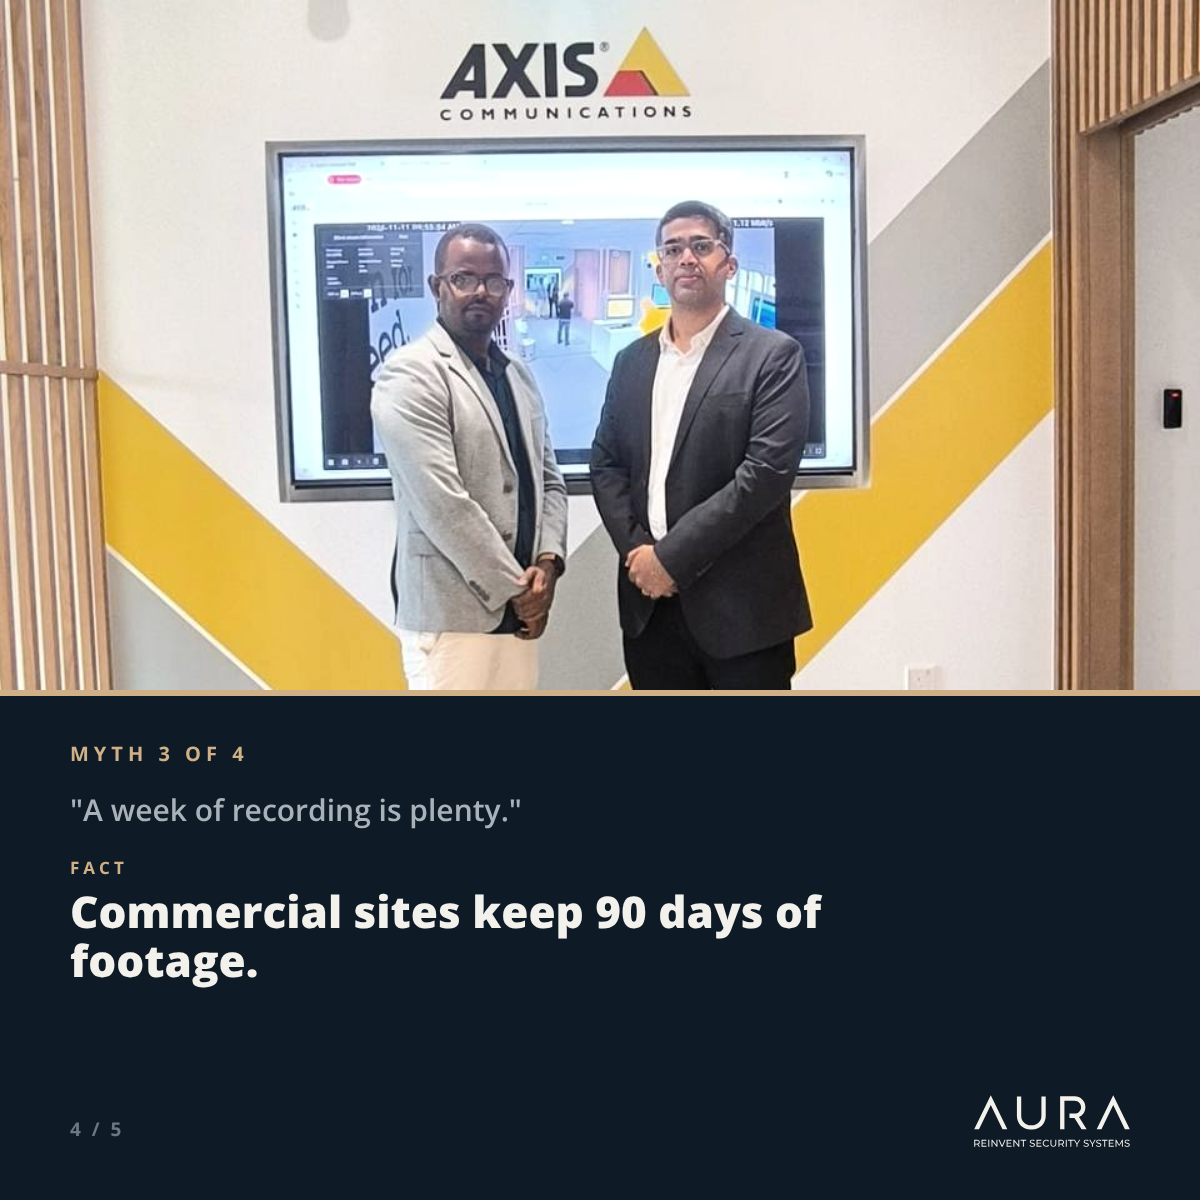 AXIS®
COMMUNICATIONS
MYTH 3 OF 4
"A week of recording is plenty."
FACT
Commercial sites keep 90 days of
footage.
4 / 5
AURA
REINVENT SECURITY SYSTEMS